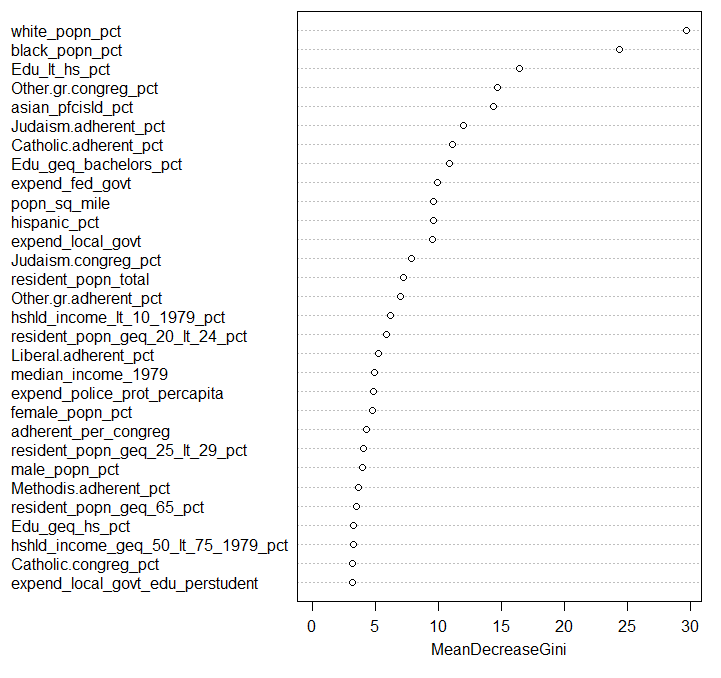 white_popn_pct
black_popn_pct
Edu_lt_hs_pct
Other.gr.congreg_pct
asian_pfcisld_pct
Judaism.adherent_pct
Catholic.adherent_pct
Edu_geq_bachelors_pct
expend_fed_govt
popn_sq_mile
hispanic_pct
expend_local_govt
Judaism.congreg_pct
resident_popn_total
Other.gr.adherent_pct
hshld_income_lt_10_1979_pct
resident_popn_geq_20_lt_24_pct
Liberal.adherent_pct
median_income_1979
expend_police_prot_percapita
female_popn_pct
adherent_per_congreg
resident_popn_geq_25_lt_29_pct
male_popn_pct
Methodis.adherent_pct
resident_popn_geq_65_pct
Edu_geq_hs_pct
hshld_income_geq_50_lt_75_1979_pct
Catholic.congreg_pct
expend_local_govt_edu_perstudent
0 5 10 15 20 25 30
MeanDecreaseGini